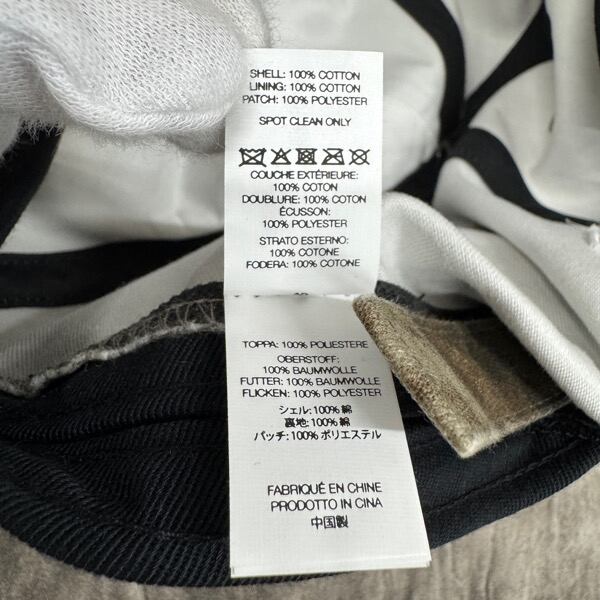 SHELL: 100% COTTON
LINING: 100% COTTON
PATCH: 100% POLYESTER
SPOT CLEAN ONLY
COUCHE EXTÉRIEURE:
100% COTON
DOUBLURE: 100% COTON
ÉCUSSON:
100% POLYESTER
STRATO ESTERNO:
100% COTONE
FODERA: 100% COTONE
TOPPA: 100% POLIESTERE
OBERSTOFF:
100% BAUMWOLLE
FUTTER: 100% BAUMWOLLE
FLICKEN: 100% POLYESTER
シェル:100% 綿
裏地:100% 綿
パッチ:100% ポリエステル
FABRIQUÉ EN CHINE
PRODOTTO IN CINA
中国製